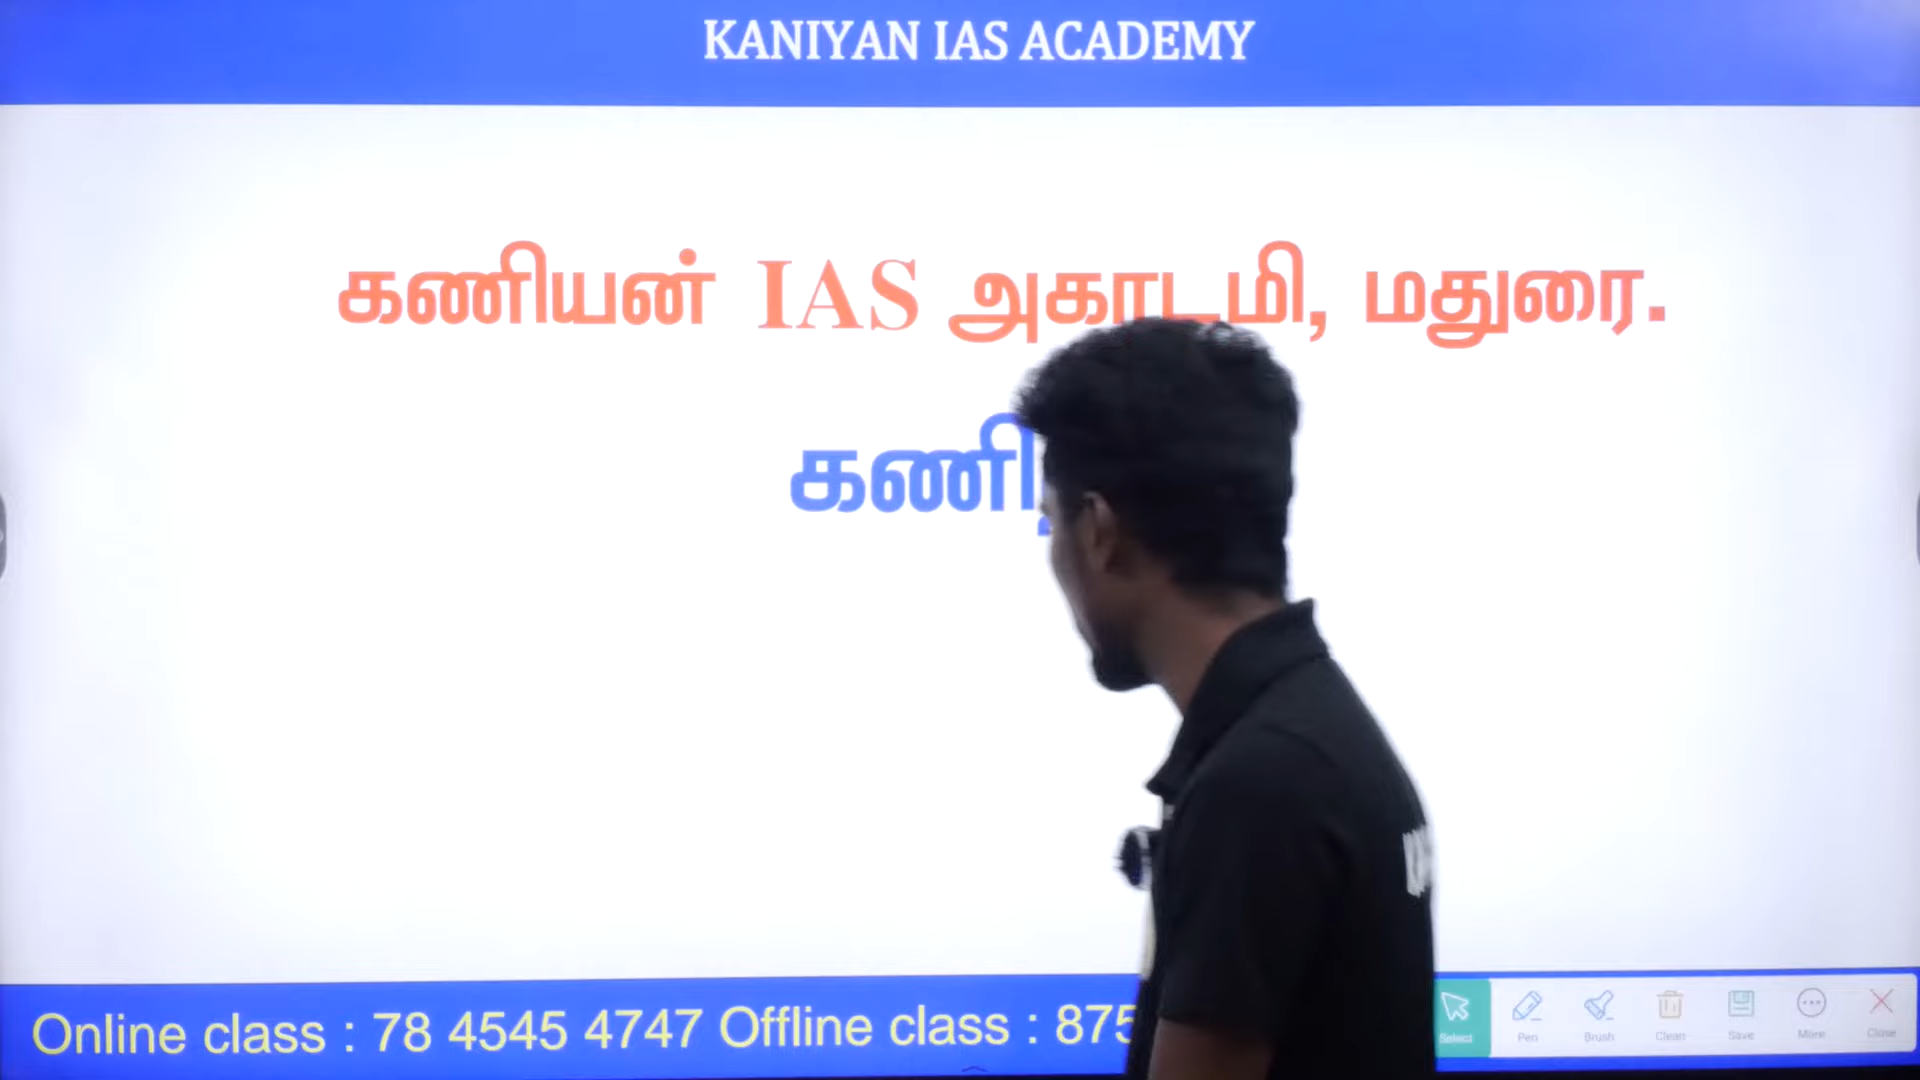 KANIYAN IAS ACADEMY
கணியன் IAS அகாடமி, மதுரை.
Online class : 78 4545 4747 Offline class : 875
Select Pen Brush Clean Save More Close